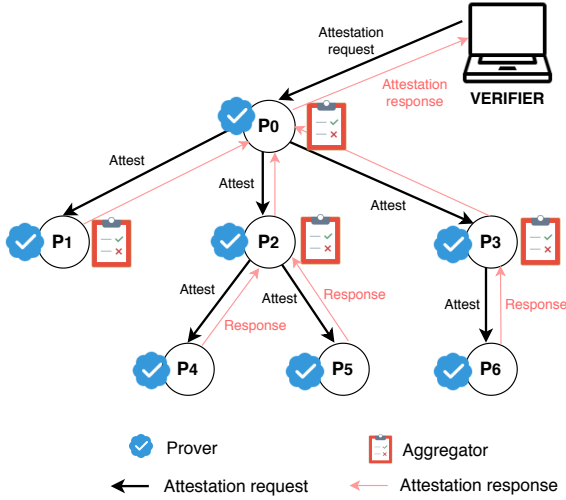 Attestation
request
Attestation
response
VERIFIER
P0
Attest
Attest
Attest
P1
P2
P3
Attest
Attest
Response
Response
Attest
Response
P4
P5
P6
Prover
Aggregator
Attestation request
Attestation response